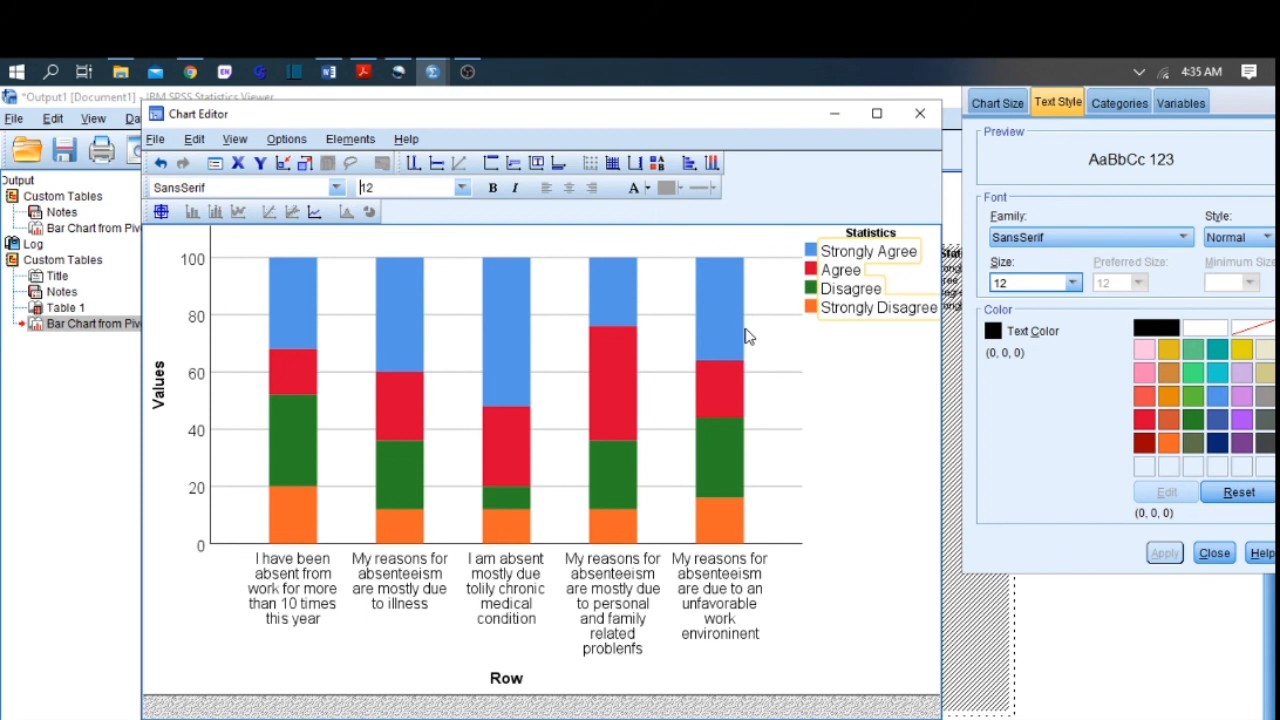 4:35 AM
*Output1 [Document1] - IBM SPSS Statistics Viewer
File Edit View Da
Output
Custom Tables
Notes
Bar Chart from Piv
Log
Custom Tables
Title
Notes
Table 1
Bar Chart from Piv
Chart Editor
File Edit View Options Elements Help
X Y
SansSerif 12 B I A
Statistics
Strongly Agree
Agree
Disagree
Strongly Disagree
100
80
60
40
20
0
Values
I have been
absent from
work for more
than 10 times
this year
My reasons for
absenteeism
are mostly due
to illness
I am absent
mostly due
tolily chronic
medical
condition
My reasons for
absenteeism
are mostly due
to personal
and family
related
problenfs
My reasons for
absenteeism
are due to an
unfavorable
work
environinent
Row
Chart Size Text Style Categories Variables
Preview
AaBbCc 123
Font
Family: Style:
SansSerif Normal
Size: Preferred Size: Minimum Size
12 12
Color
Text Color
(0, 0, 0)
Edit Reset
(0, 0, 0)
Apply Close Help